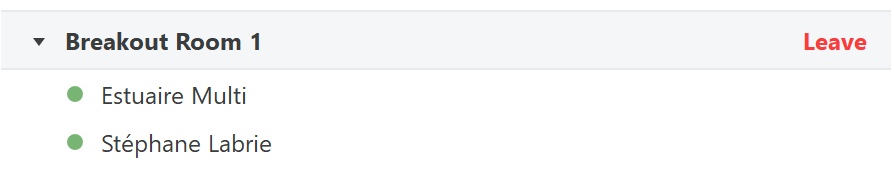 Breakout Room 1 Leave
Estuaire Multi
Stéphane Labrie